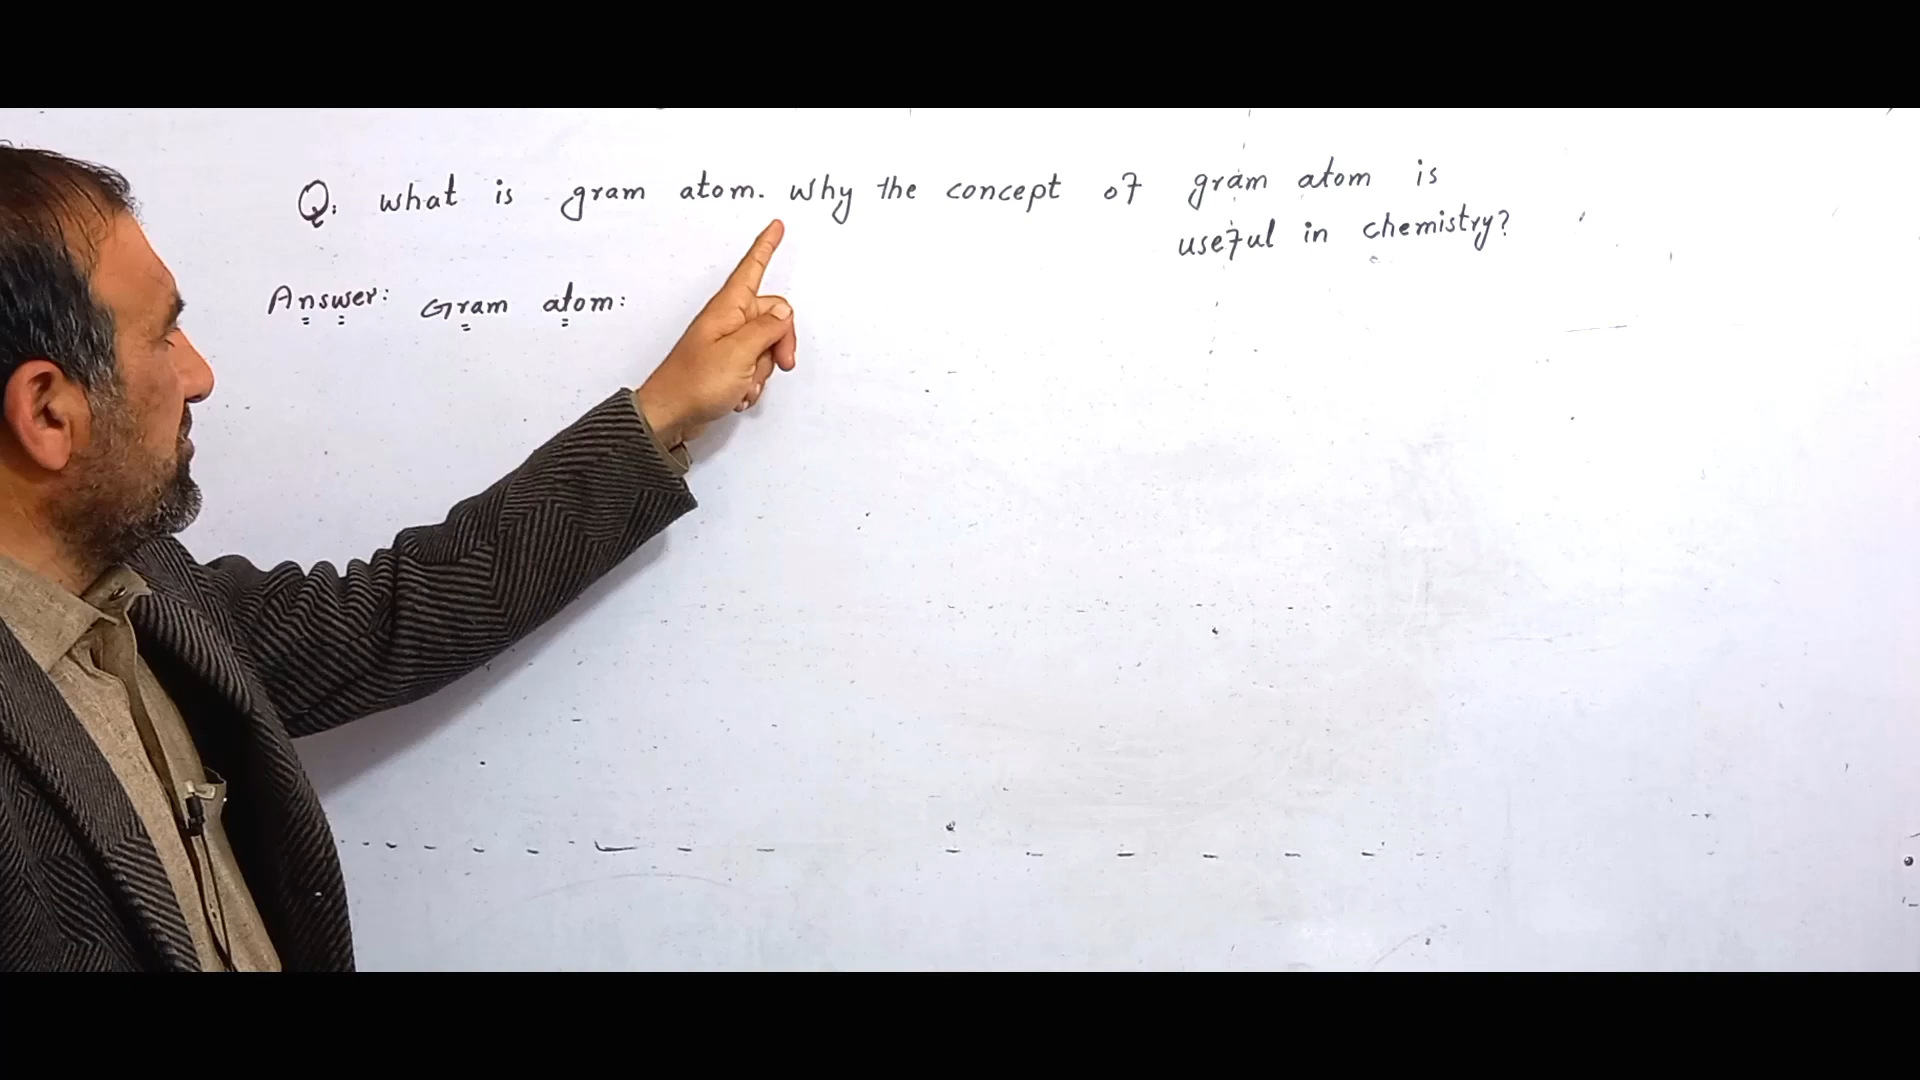 Q: what is gram atom. Why the concept of gram atom is
useful in chemistry?
Answer: Gram atom: